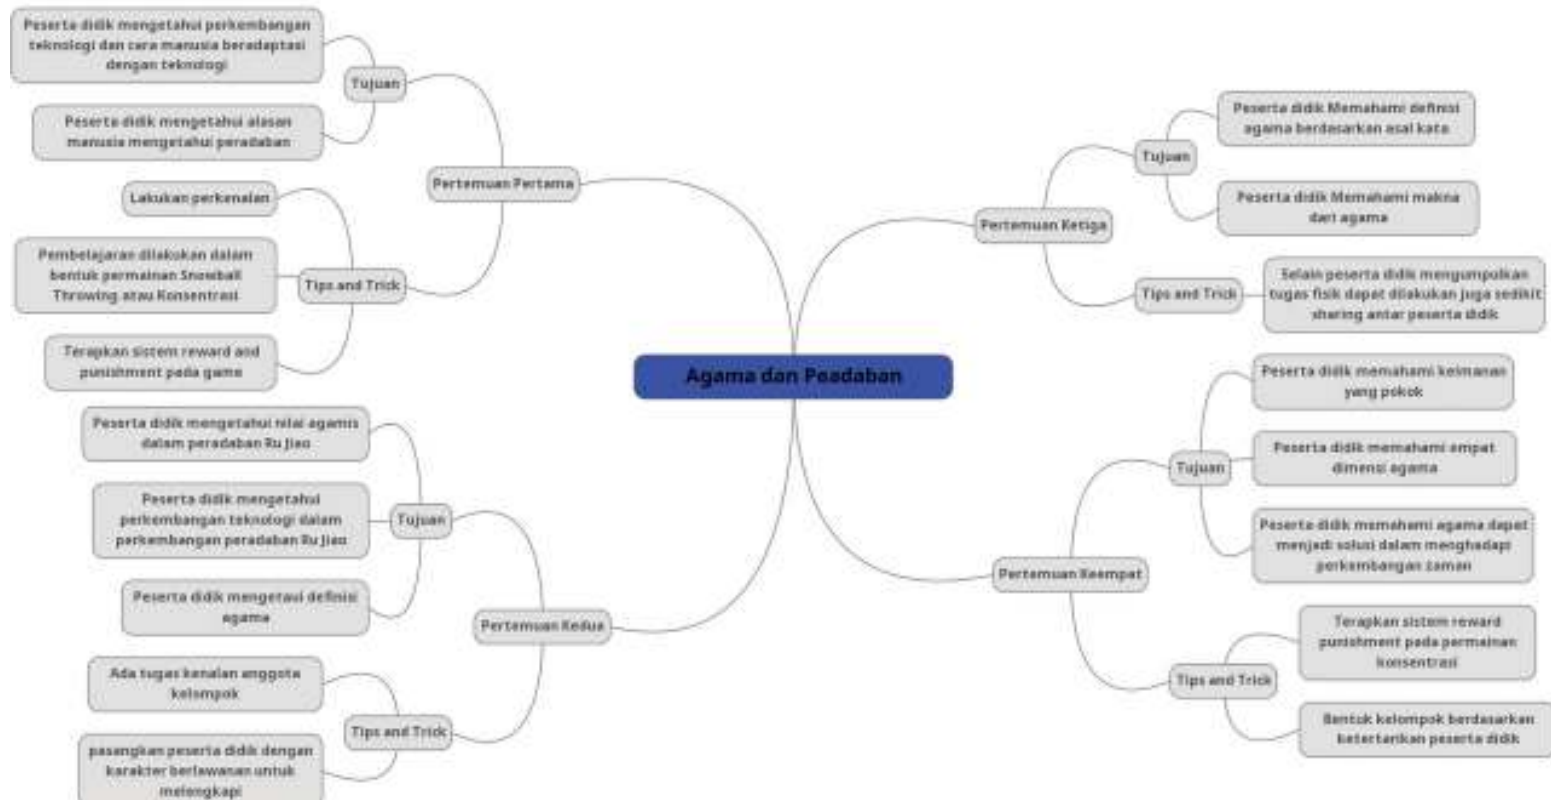 Agama dan Peadaban
Pertemuan Pertama
Tujuan
Peserta didik mengetahui perkembangan
teknologi dan cara manusia beradaptasi
dengan teknologi
Peserta didik mengetahui alasan
manusia mengetahui peradaban
Tips and Trick
Lakukan perkenalan
Pembelajaran dilakukan dalam
bentuk permainan Snowball
Throwing atau Konsentrasi
Terapkan sistem reward and
punishment pada game
Pertemuan Kedua
Tujuan
Peserta didik mengetahui nilai agamis
dalam peradaban Ru Jiao
Peserta didik mengetahui
perkembangan teknologi dalam
perkembangan peradaban Ru Jiao
Peserta didik mengetaui definisi
agama
Tips and Trick
Ada tugas kenalan anggota
kelompok
pasangkan peserta didik dengan
karakter berlawanan untuk
melengkapi
Pertemuan Ketiga
Tujuan
Peserta didik Memahami definisi
agama berdasarkan asal kata
Peserta didik Memahami makna
dari agama
Tips and Trick
Selain peserta didik mengumpulkan
tugas fisik dapat dilakukan juga sedikit
sharing antar peserta didik
Pertemuan Keempat
Tujuan
Peserta didik memahami keimanan
yang pokok
Peserta didik memahami empat
dimensi agama
Peserta didik memahami agama dapat
menjadi solusi dalam menghadapi
perkembangan zaman
Tips and Trick
Terapkan sistem reward
punishment pada permainan
konsentrasi
Bentuk kelompok berdasarkan
ketertarikan peserta didik